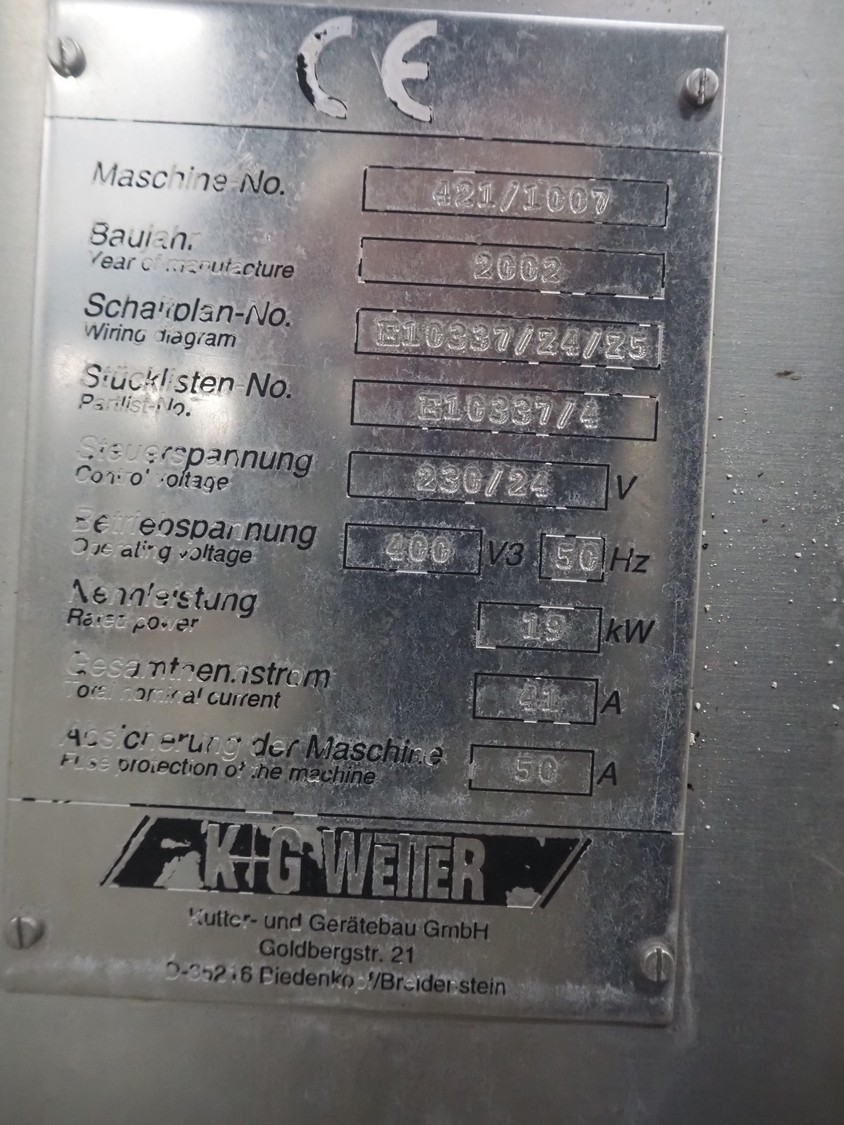 CE
Maschine-No. 421/1007
Baujahr 2002
Year of manufacture
Schaltplan-No. E10337/Z4/Z5
Wiring diagram
Stücklisten-No. E10337/4
Partlist-No.
Steuerspannung 230/24 V
Control voltage
Betriebsspannung 400 V3 50 Hz
Operating voltage
Nennleistung 19 kW
Rated power
Gesamtnennstrom 41 A
Total nominal current
Absicherung der Maschine 50 A
Fuse protection of the machine
K+G WETTER
Kutter- und Gerätebau GmbH
Goldbergstr. 21
D-35216 Biedenkopf/Breidenstein